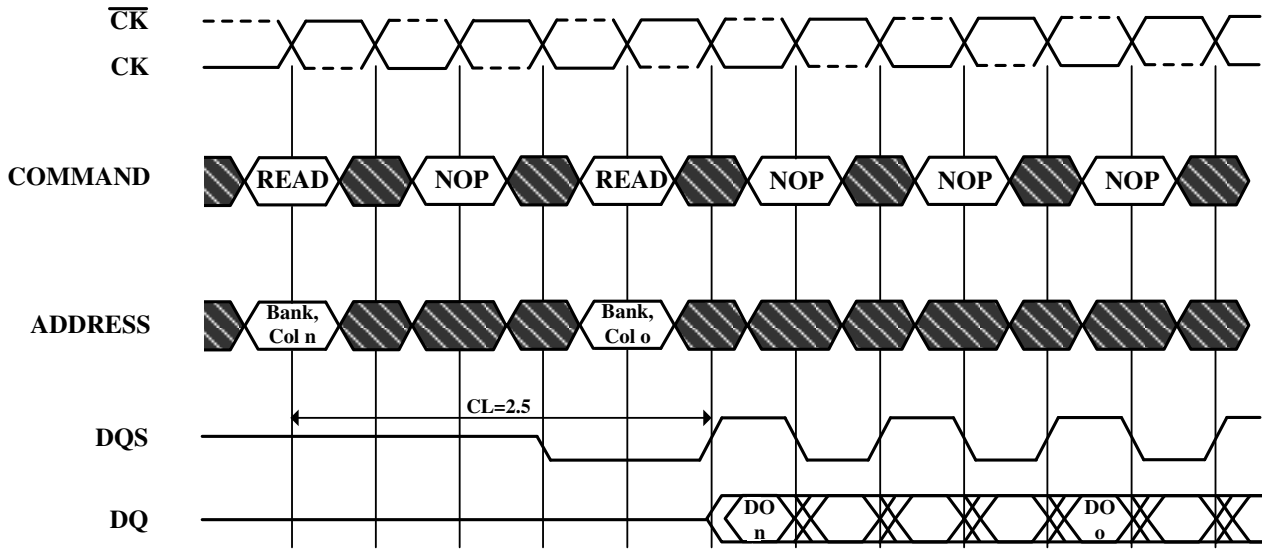 CK
CK
COMMAND
READ NOP READ NOP NOP NOP
ADDRESS
Bank,
Col n
Bank,
Col o
CL=2.5
DQS
DQ
DO
n
DO
o